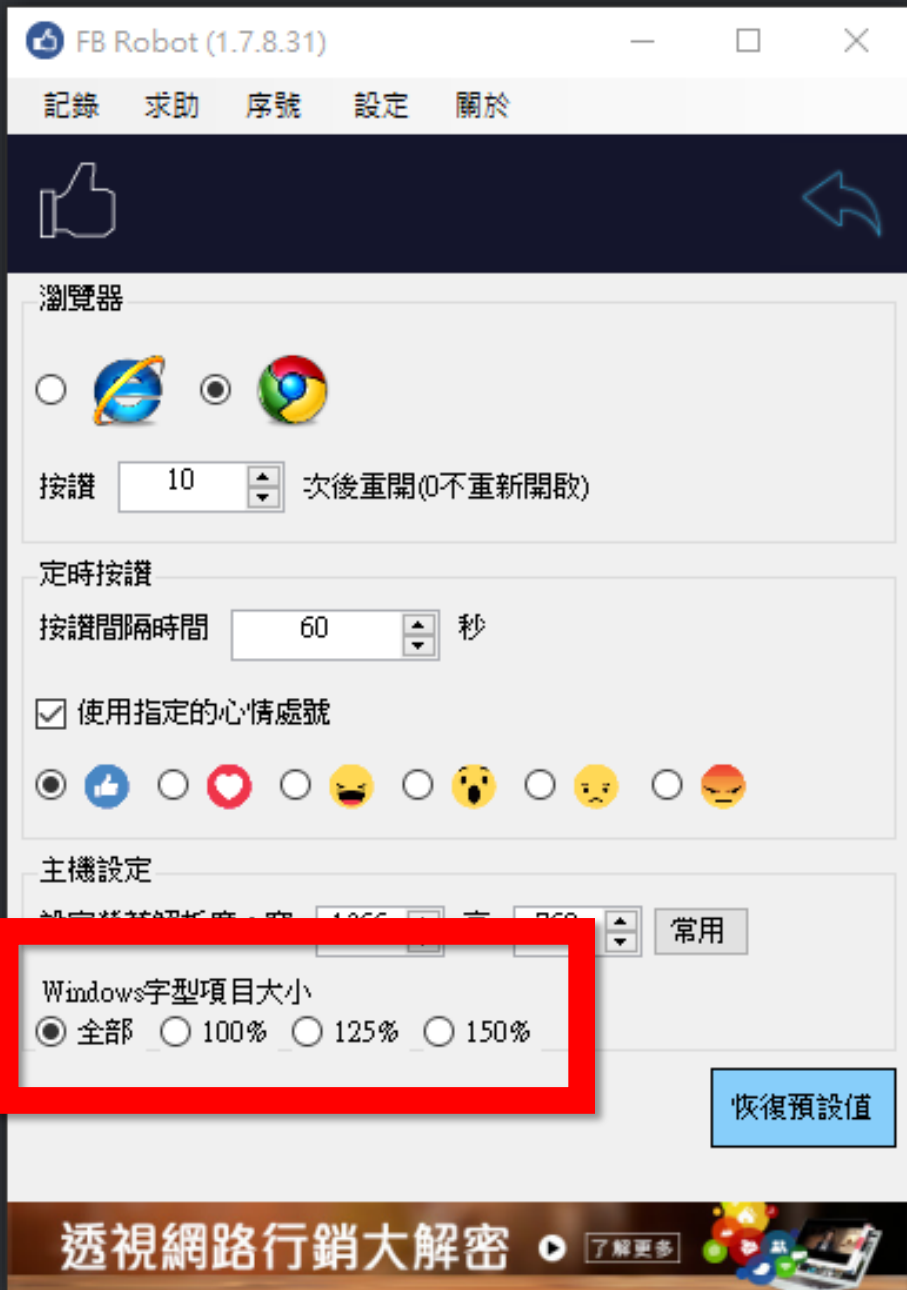 FB Robot (1.7.8.31)
記錄 求助 序號 設定 關於
瀏覽器
按讚 10 次後重開(0不重新開啟)
定時按讚
按讚間隔時間 60 秒
使用指定的心情處號
主機設定
常用
Windows字型項目大小
全部 100% 125% 150%
恢復預設值
透視網路行銷大解密 了解更多